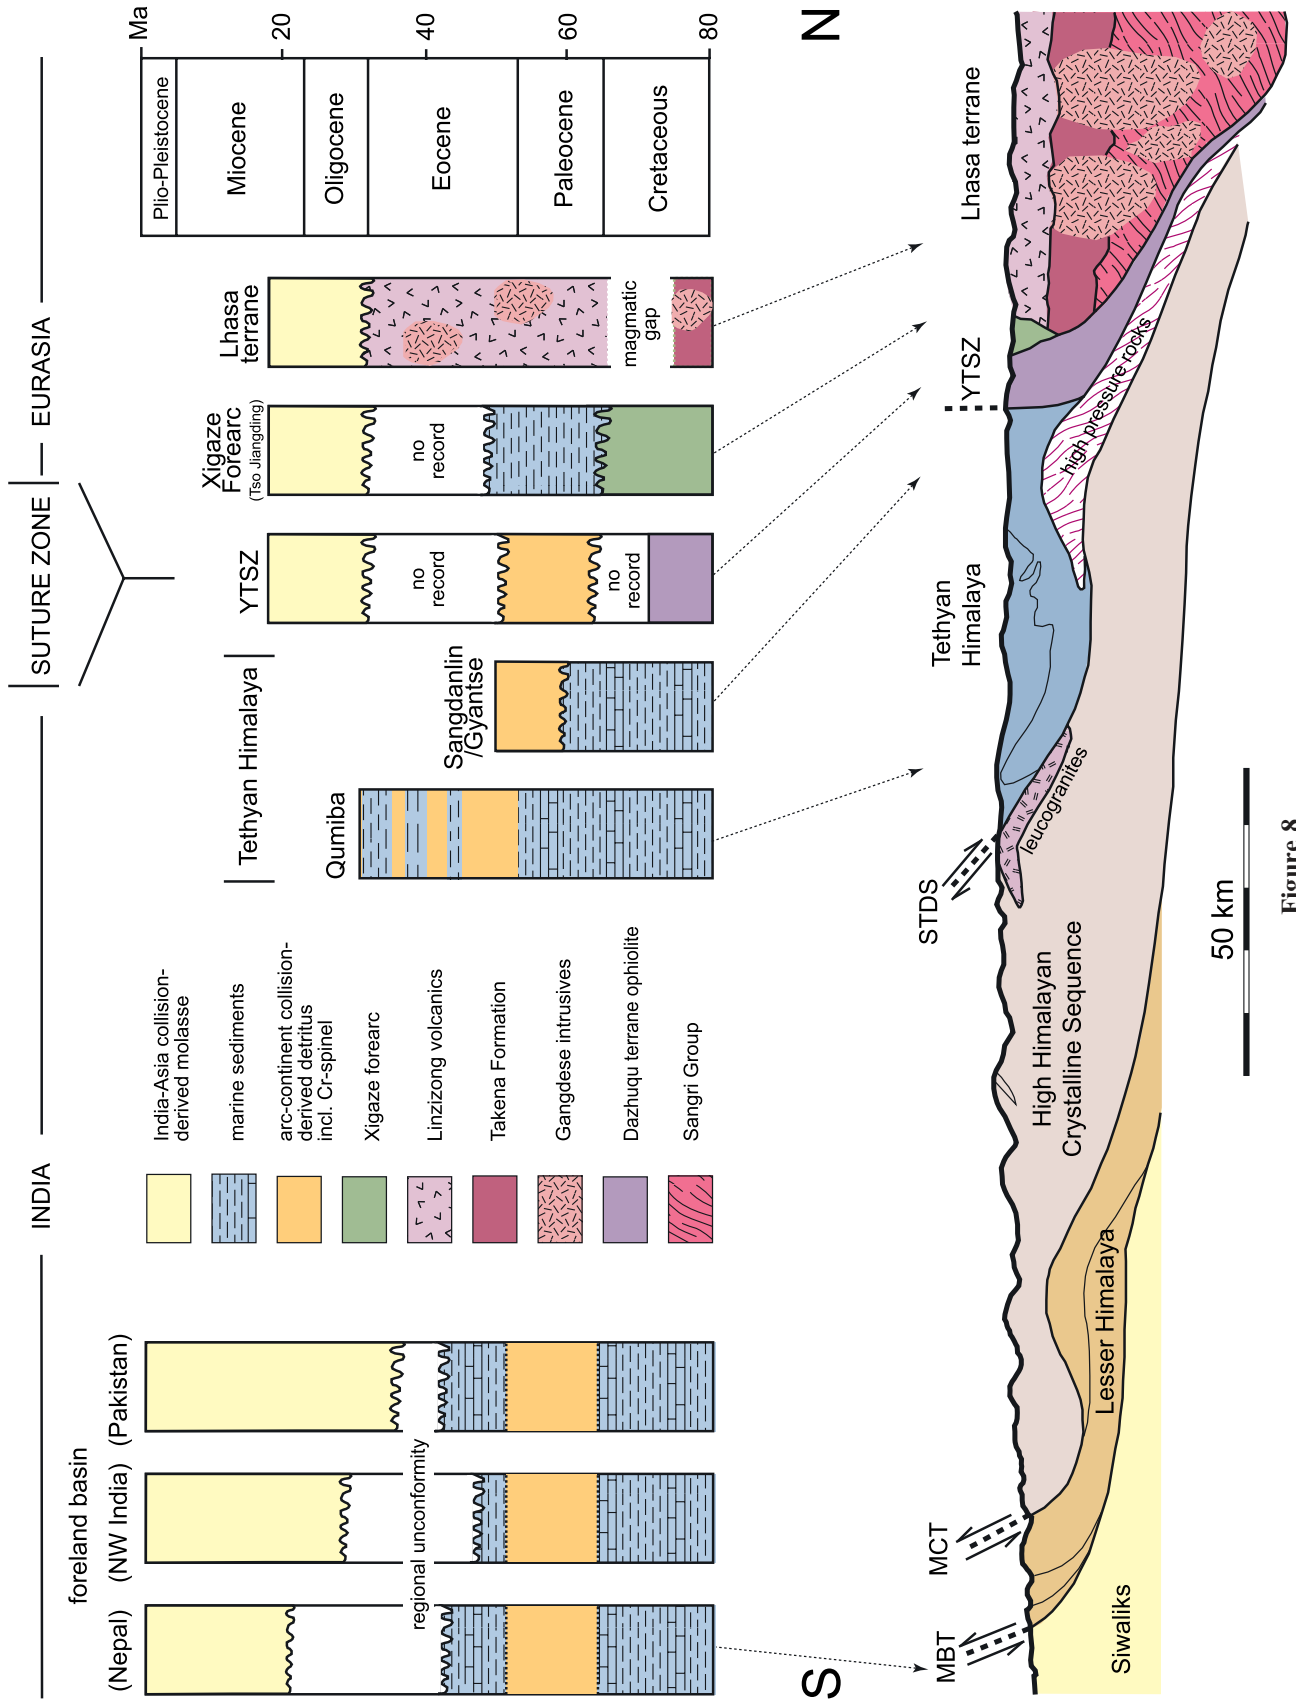 INDIA
SUTURE ZONE
EURASIA
foreland basin
(Nepal)
(NW India)
(Pakistan)
regional unconformity
India-Asia collision-
derived molasse
marine sediments
arc-continent collision-
derived detritus
incl. Cr-spinel
Xigaze forearc
Linzizong volcanics
Takena Formation
Gangdese intrusives
Dazhuqu terrane ophiolite
Sangri Group
Tethyan Himalaya
Qumiba
Sangdanlin
/Gyantse
YTSZ
no
record
no
record
Xigaze
Forearc
(Tso Jiangding)
no
record
Lhasa
terrane
magmatic
gap
Ma
20
40
60
80
Plio-Pleistocene
Miocene
Oligocene
Eocene
Paleocene
Cretaceous
S
N
MBT
MCT
STDS
Tethyan
Himalaya
YTSZ
Lhasa terrane
Siwaliks
Lesser Himalaya
High Himalayan
Crystalline Sequence
leucogranites
high pressure rocks
50 km
Figure 8